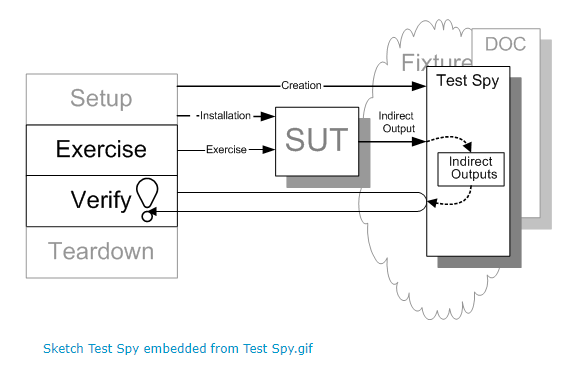 DOC
Fixture
Test Spy
Creation
Setup
-Installation
Indirect
Output
SUT
Exercise
Exercise
Indirect
Outputs
Verify
Teardown
Sketch Test Spy embedded from Test Spy.gif